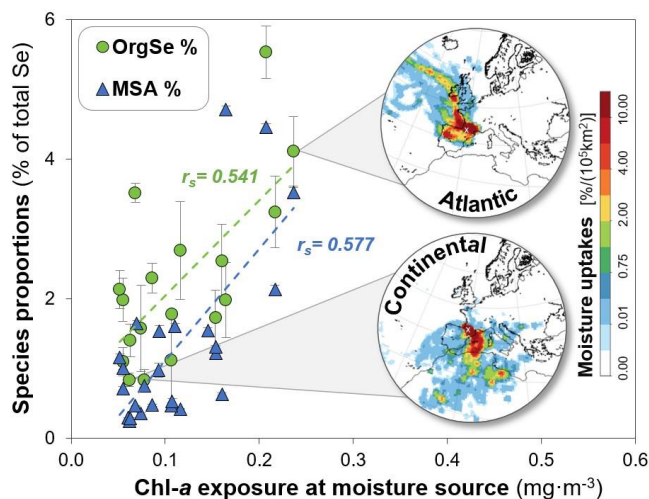 6
4
2
0
Species proportions (% of total Se)
OrgSe %
MSA %
rs= 0.541
rs= 0.577
Atlantic
Continental
Moisture uptakes [%/(10⁵km²)]
10.00
4.00
2.00
0.75
0.01
0.00
0.0 0.1 0.2 0.3 0.4 0.5 0.6
Chl-a exposure at moisture source (mg·m⁻³)